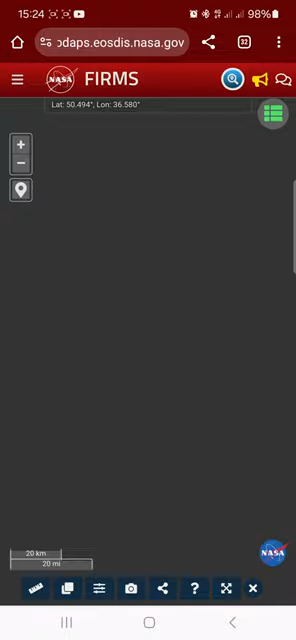 15:24 98%
odaps.eosdis.nasa.gov 32
NASA FIRMS
Lat: 50.494°, Lon: 36.580°
+
−
20 km
20 mi
NASA
?